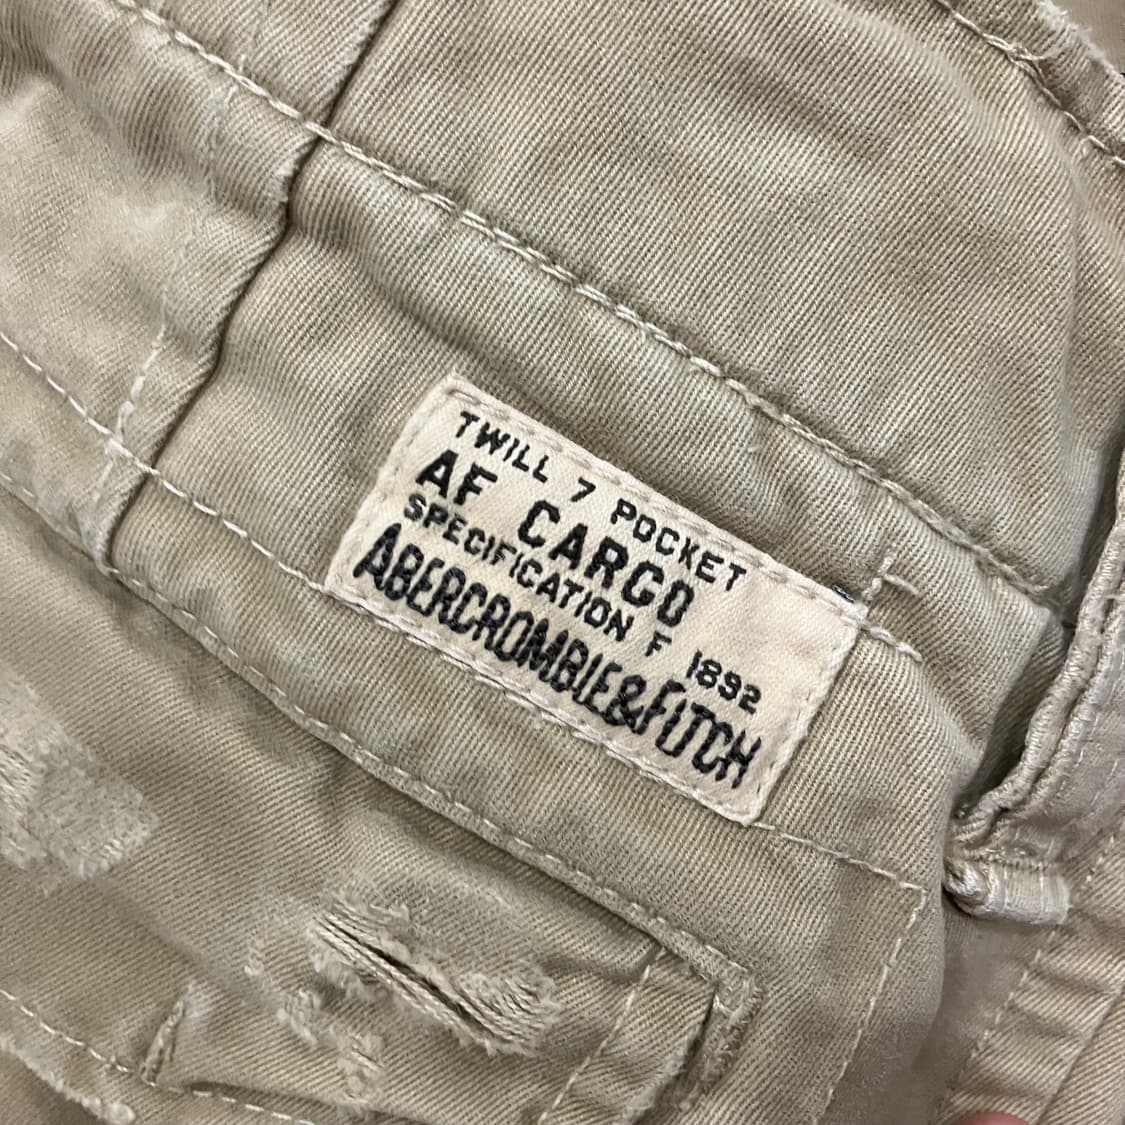 TWILL 7 POCKET
AF CARGO
SPECIFICATION F 1892
ABERCROMBIE&FITCH